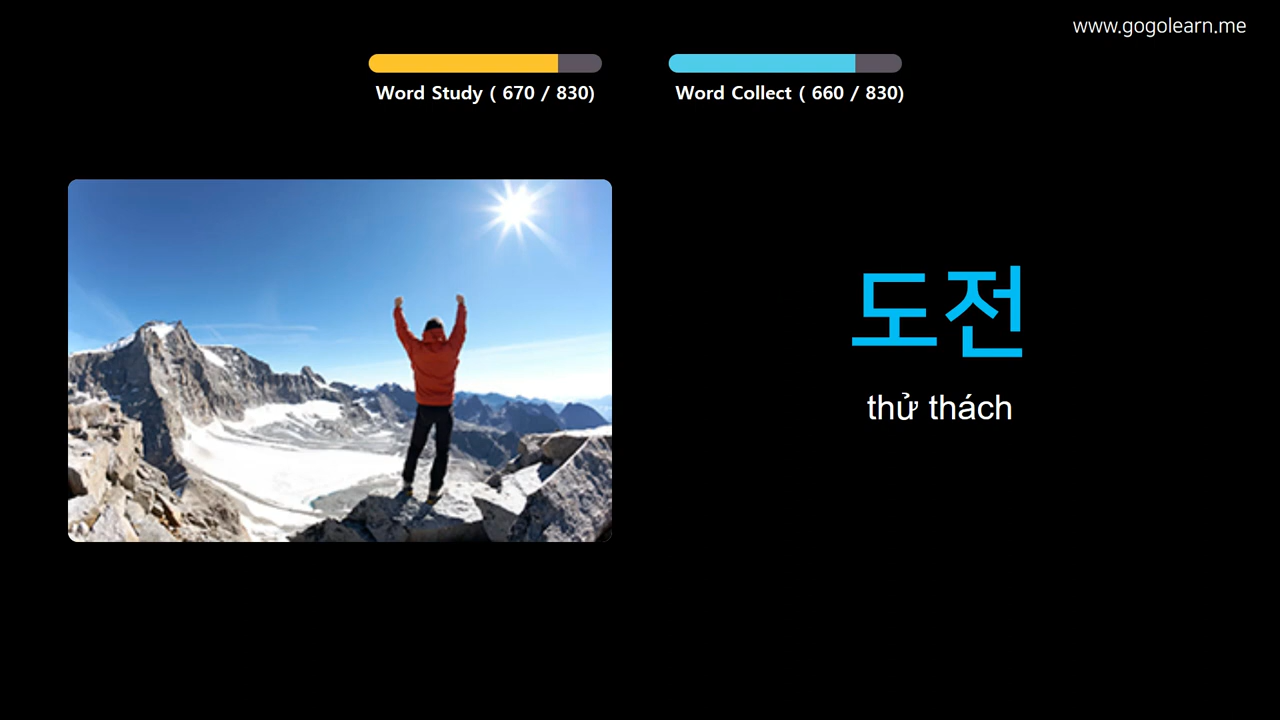 www.gogolearn.me
Word Study ( 670 / 830)
Word Collect ( 660 / 830)
도전
thử thách